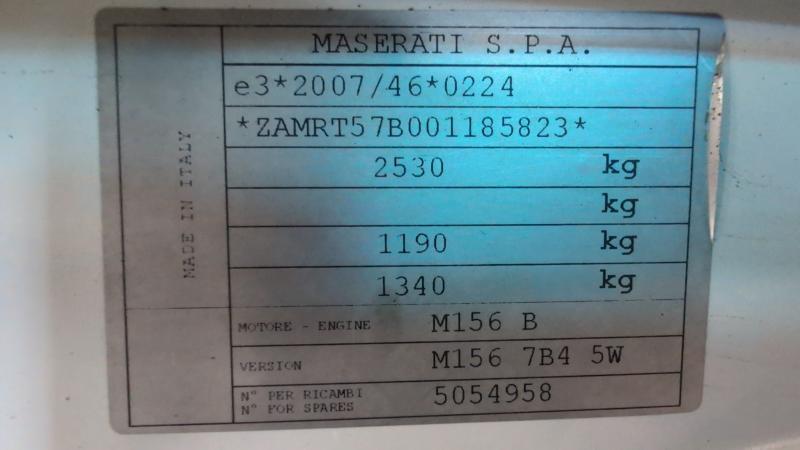 MASERATI S.P.A.
e3*2007/46*0224
*ZAMRT57B001185823*
2530 kg
kg
1190 kg
1340 kg
MOTORE - ENGINE M156 B
VERSION M156 7B4 5W
N° PER RICAMBI
N° FOR SPARES 5054958
MADE IN ITALY